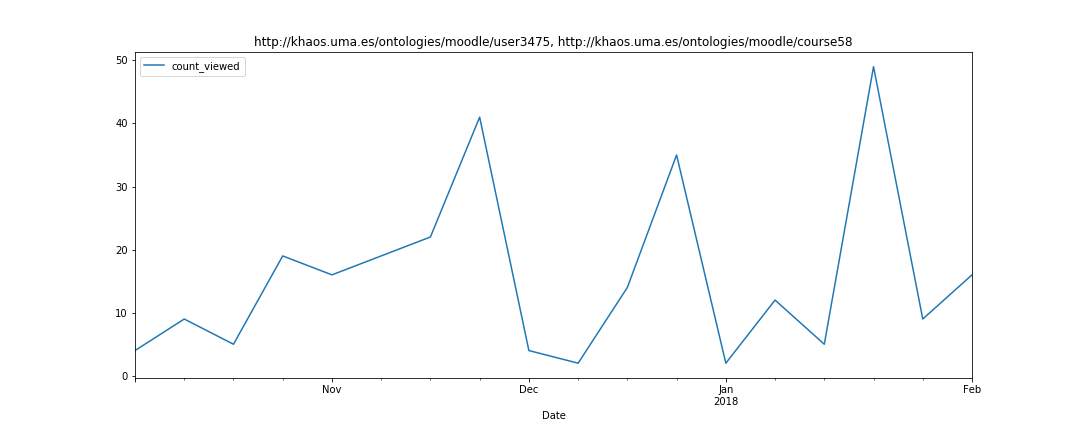 http://khaos.uma.es/ontologies/moodle/user3475, http://khaos.uma.es/ontologies/moodle/course58
count_viewed
50
40
30
20
10
0
Nov
Dec
Jan
2018
Feb
Date